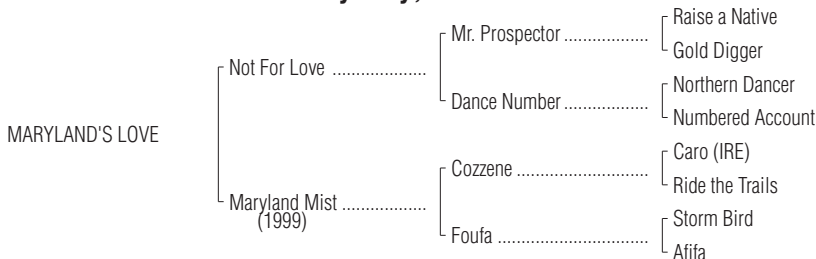 Raise a Native
Mr. Prospector ..................
Gold Digger
Not For Love ....................
Northern Dancer
Dance Number ..................
Numbered Account
MARYLAND'S LOVE
Caro (IRE)
Cozzene ............................
Ride the Trails
Maryland Mist ..................
(1999)
Storm Bird
Foufa ................................
Afifa